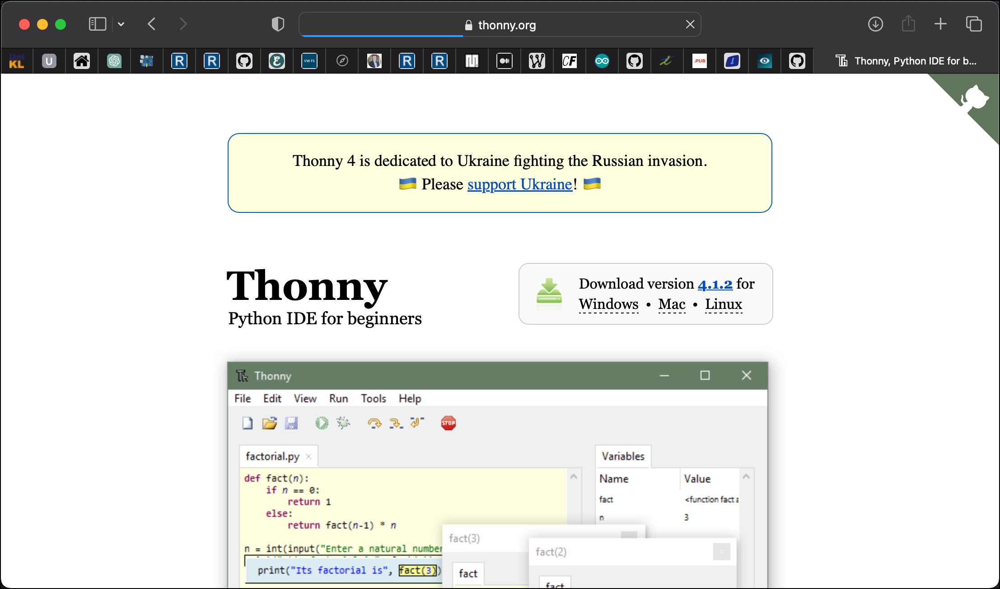 thonny.org
Uni
KL
U
R
R
VW FS
R
R
CF
.PUB
Thonny, Python IDE for b...
Thonny 4 is dedicated to Ukraine fighting the Russian invasion.
Please support Ukraine!
Thonny
Python IDE for beginners
Download version 4.1.2 for
Windows • Mac • Linux
Thonny
File Edit View Run Tools Help
STOP
factorial.py
def fact(n):
if n == 0:
return 1
else:
return fact(n-1) * n
n = int(input("Enter a natural number
print("Its factorial is", fact(3))
Variables
Name Value
fact <function fact a
n 3
fact(3)
fact
fact(2)
fact